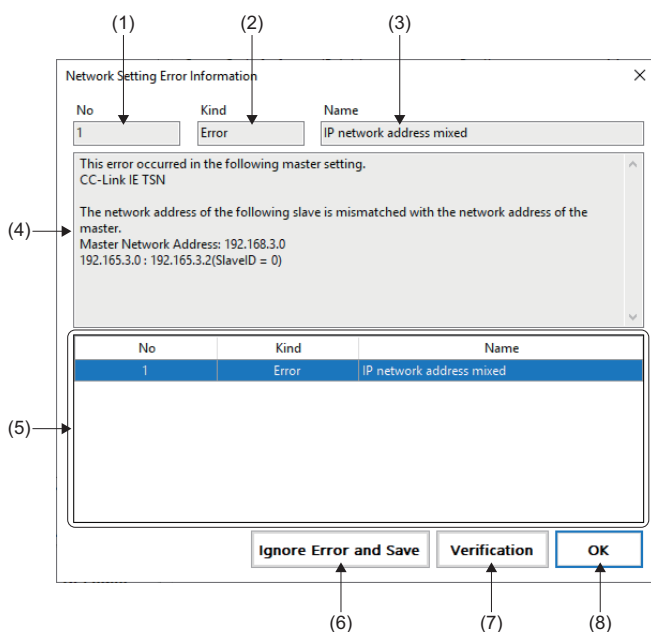 (1) (2) (3)
Network Setting Error Information
No Kind Name
1 Error IP network address mixed
This error occurred in the following master setting.
CC-Link IE TSN
The network address of the following slave is mismatched with the network address of the
master.
(4)
Master Network Address: 192.168.3.0
192.165.3.0 : 192.165.3.2(SlaveID = 0)
No Kind Name
1 Error IP network address mixed
(5)
Ignore Error and Save Verification OK
(6) (7) (8)